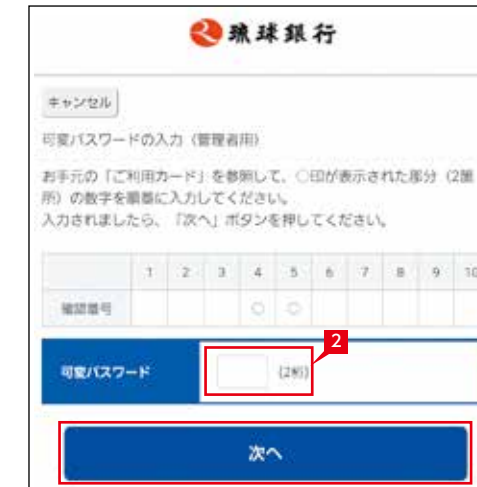 琉球銀行
キャンセル
可変パスワードの入力（管理者用）
お手元の「ご利用カード」を参照して、○印が表示された部分（2箇
所）の数字を順番に入力してください。
入力されましたら、「次へ」ボタンを押してください。
1 2 3 4 5 6 7 8 9 10
確認番号 ○ ○
2
可変パスワード (2桁)
次へ